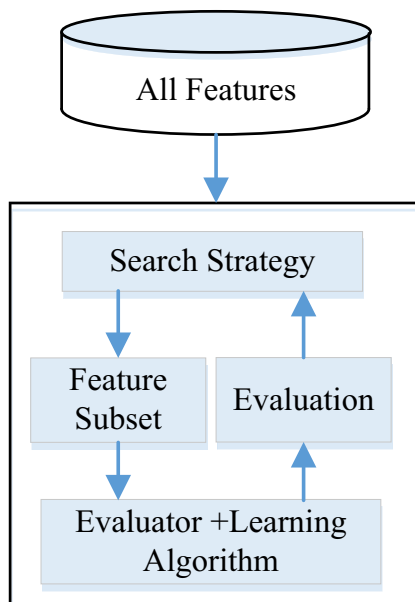 All Features
Search Strategy
Feature
Subset
Evaluation
Evaluator +Learning
Algorithm